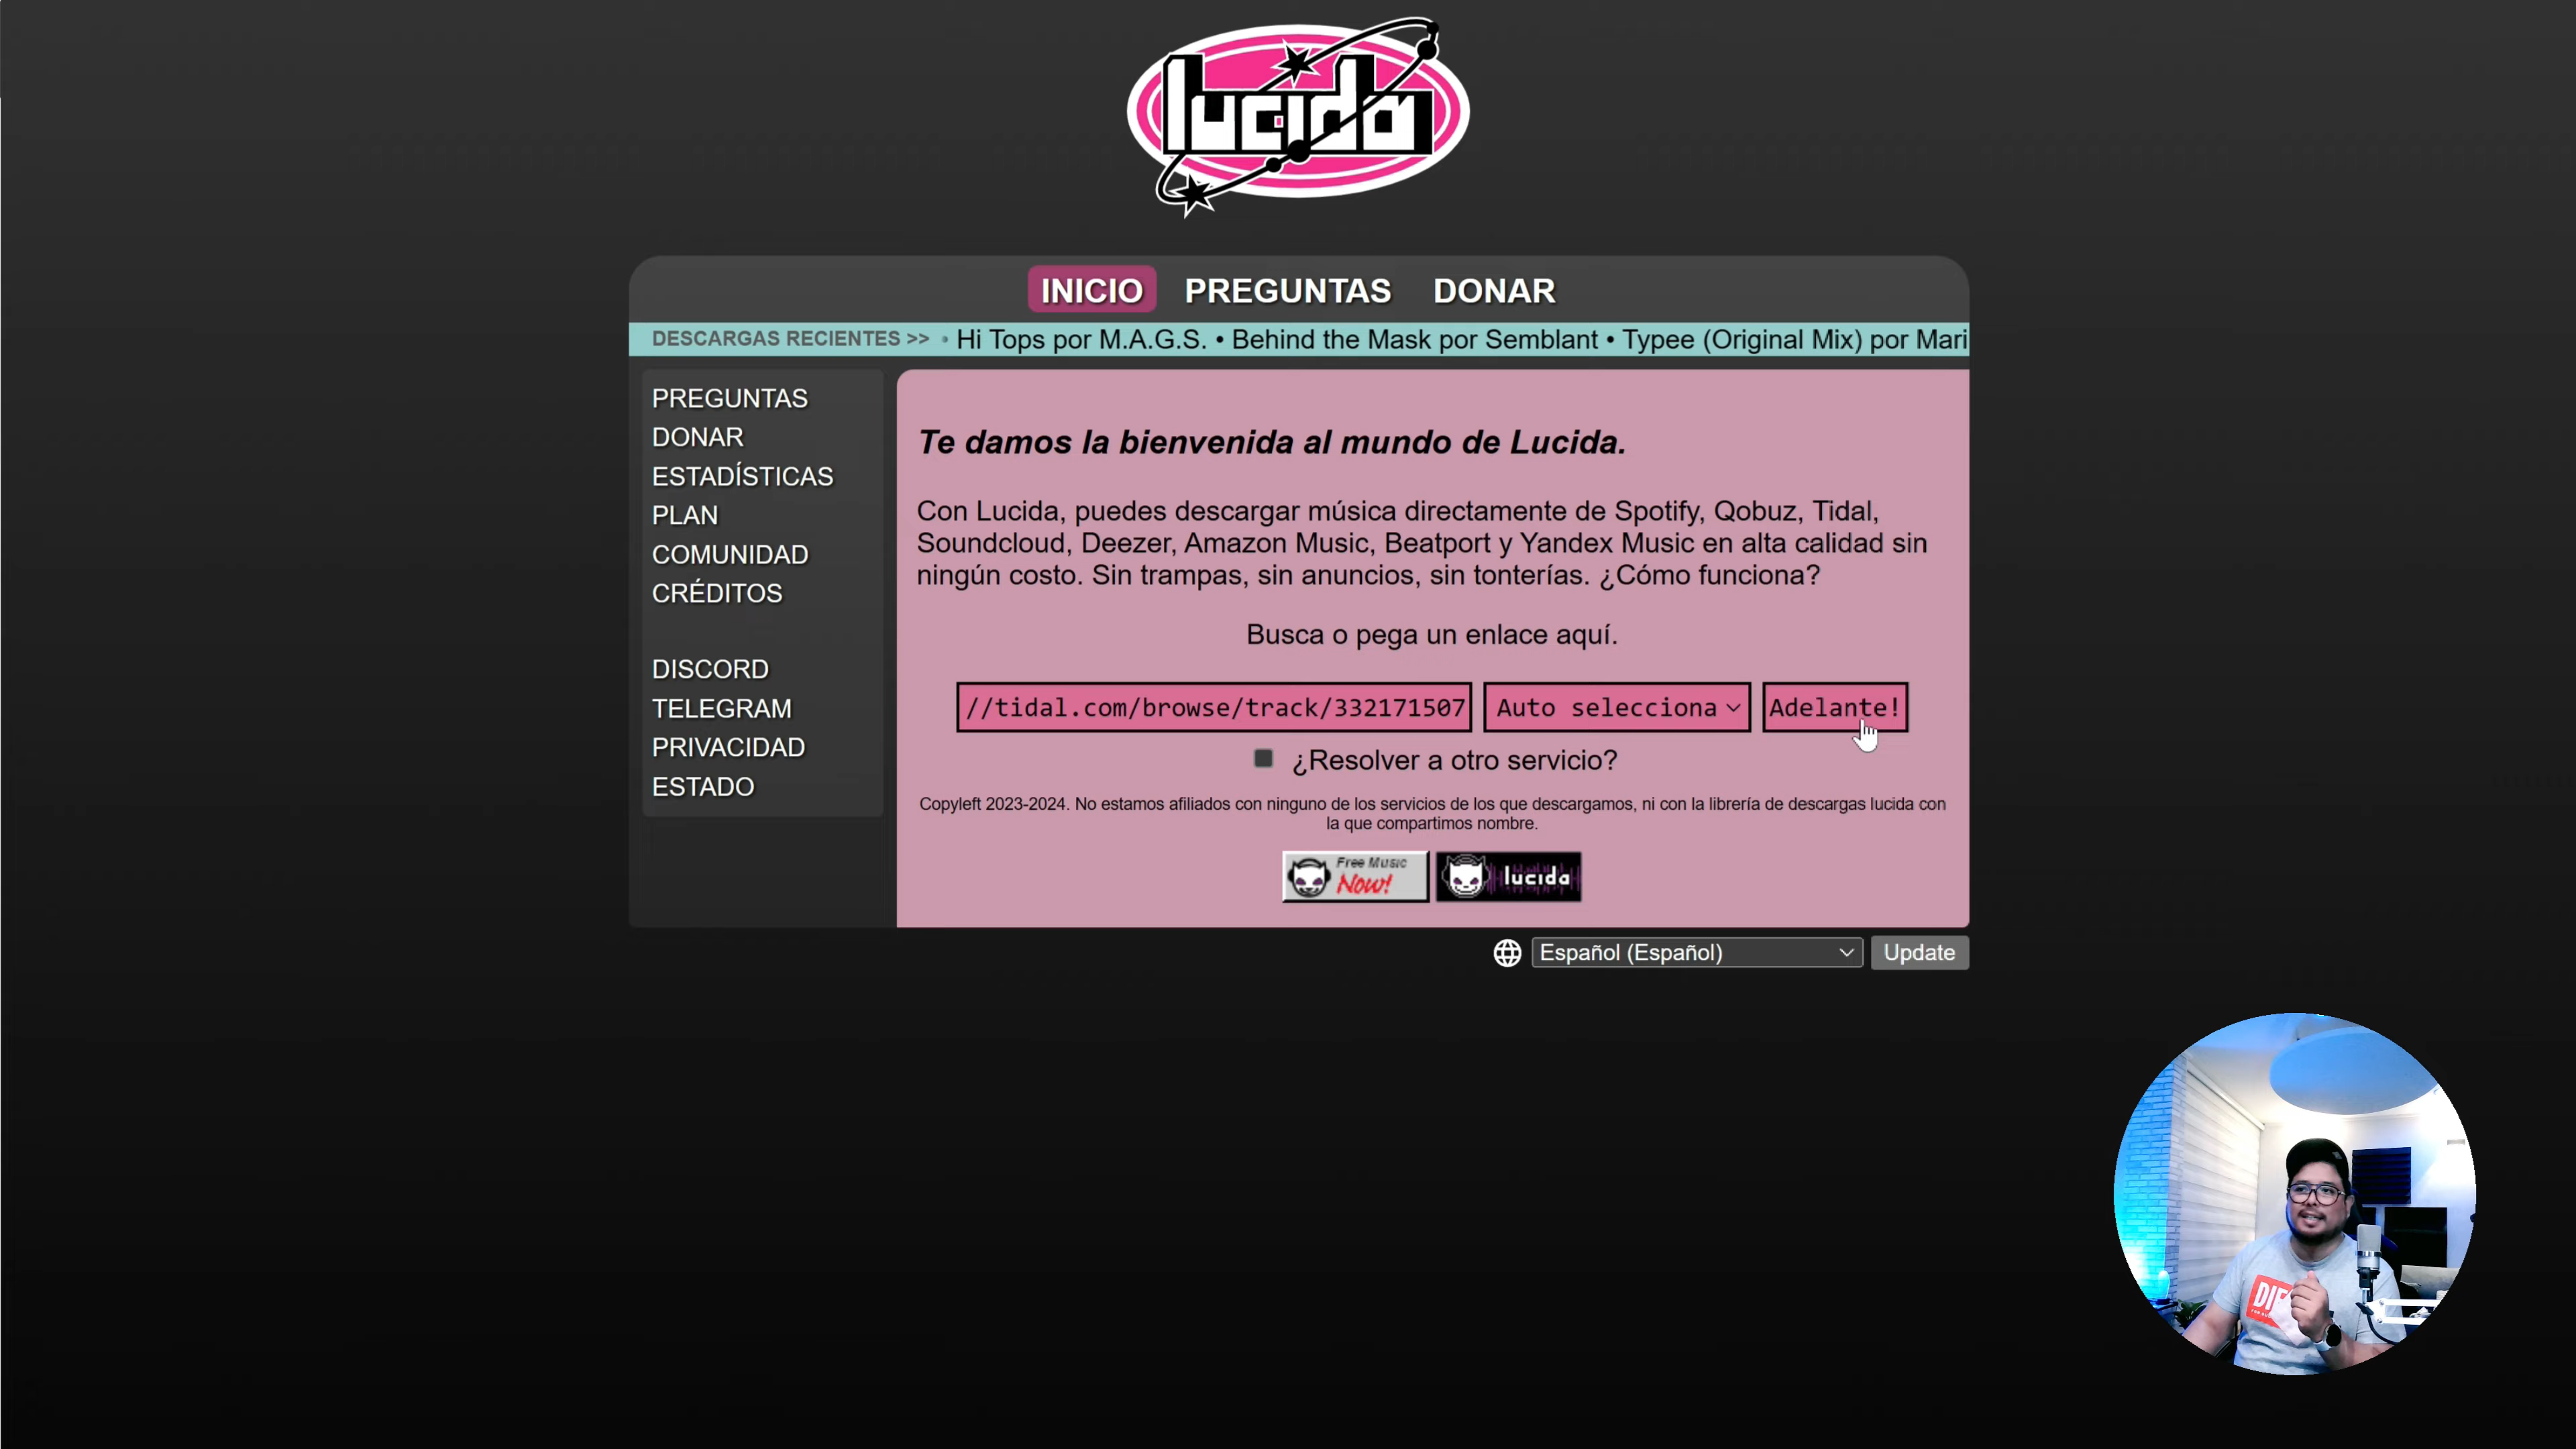 lucida
INICIO PREGUNTAS DONAR
DESCARGAS RECIENTES >> • Hi Tops por M.A.G.S. • Behind the Mask por Semblant • Typee (Original Mix) por Mari
PREGUNTAS
DONAR
ESTADÍSTICAS
PLAN
COMUNIDAD
CRÉDITOS
DISCORD
TELEGRAM
PRIVACIDAD
ESTADO
Te damos la bienvenida al mundo de Lucida.
Con Lucida, puedes descargar música directamente de Spotify, Qobuz, Tidal,
Soundcloud, Deezer, Amazon Music, Beatport y Yandex Music en alta calidad sin
ningún costo. Sin trampas, sin anuncios, sin tonterías. ¿Cómo funciona?
Busca o pega un enlace aquí.
//tidal.com/browse/track/332171507 Auto selecciona Adelante!
¿Resolver a otro servicio?
Copyleft 2023-2024. No estamos afiliados con ninguno de los servicios de los que descargamos, ni con la librería de descargas lucida con
la que compartimos nombre.
Free Music
Now!
lucida
Español (Español) Update